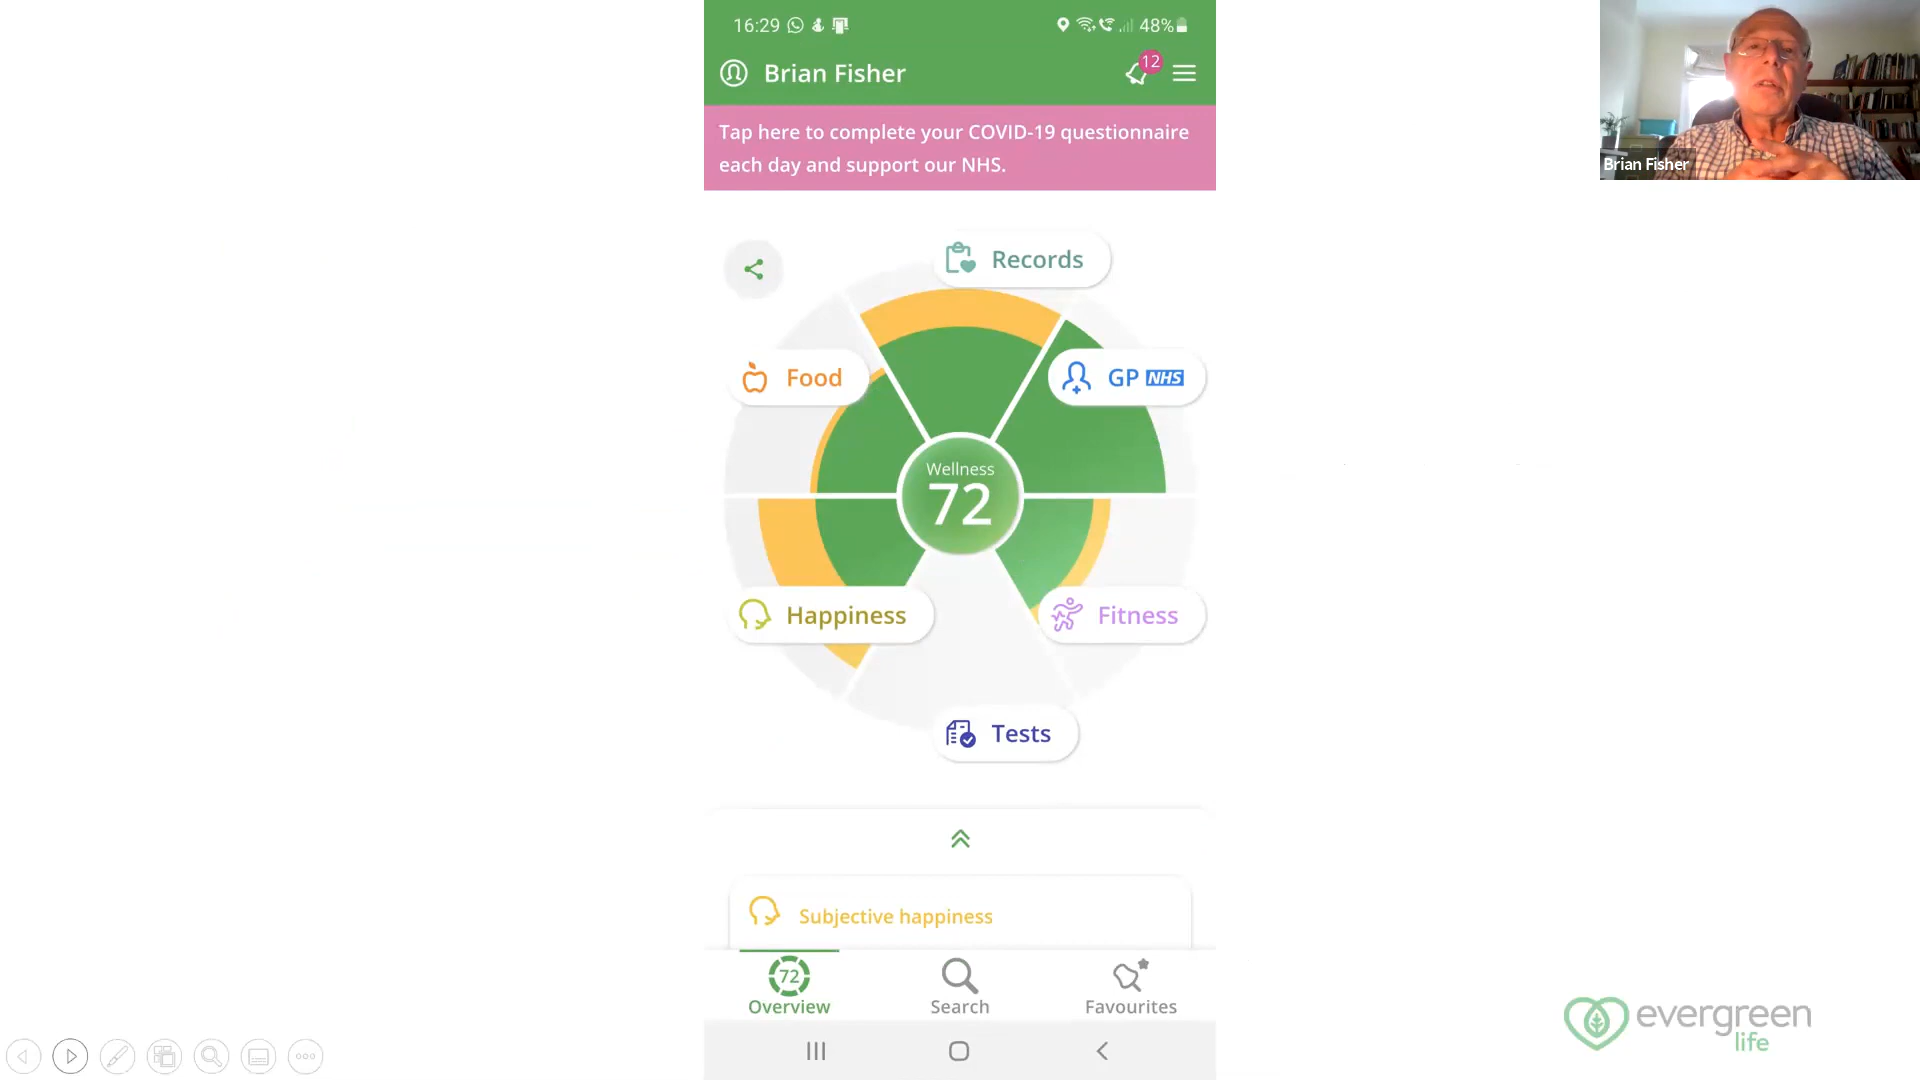 16:29
48%
Brian Fisher
12
Tap here to complete your COVID-19 questionnaire
each day and support our NHS.
Brian Fisher
Records
Food
GP NHS
Wellness
72
Happiness
Fitness
Tests
Subjective happiness
72
Overview
Search
Favourites
evergreen
life